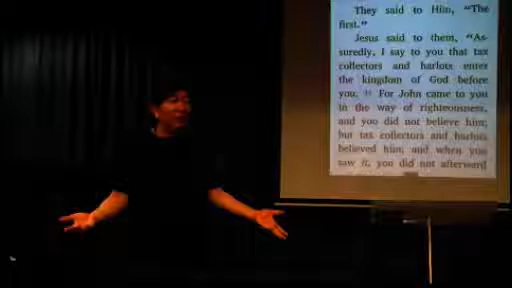 They said to Him, "The
first."
Jesus said to them, "As-
suredly, I say to you that tax
collectors and harlots enter
the kingdom of God before
you. 32 For John came to you
in the way of righteousness,
and you did not believe him;
but tax collectors and harlots
believed him; and when you
saw it, you did not afterward